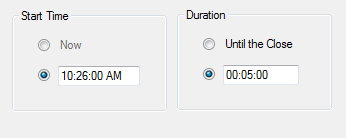 Start Time
Now
10:26:00 AM
Duration
Until the Close
00:05:00